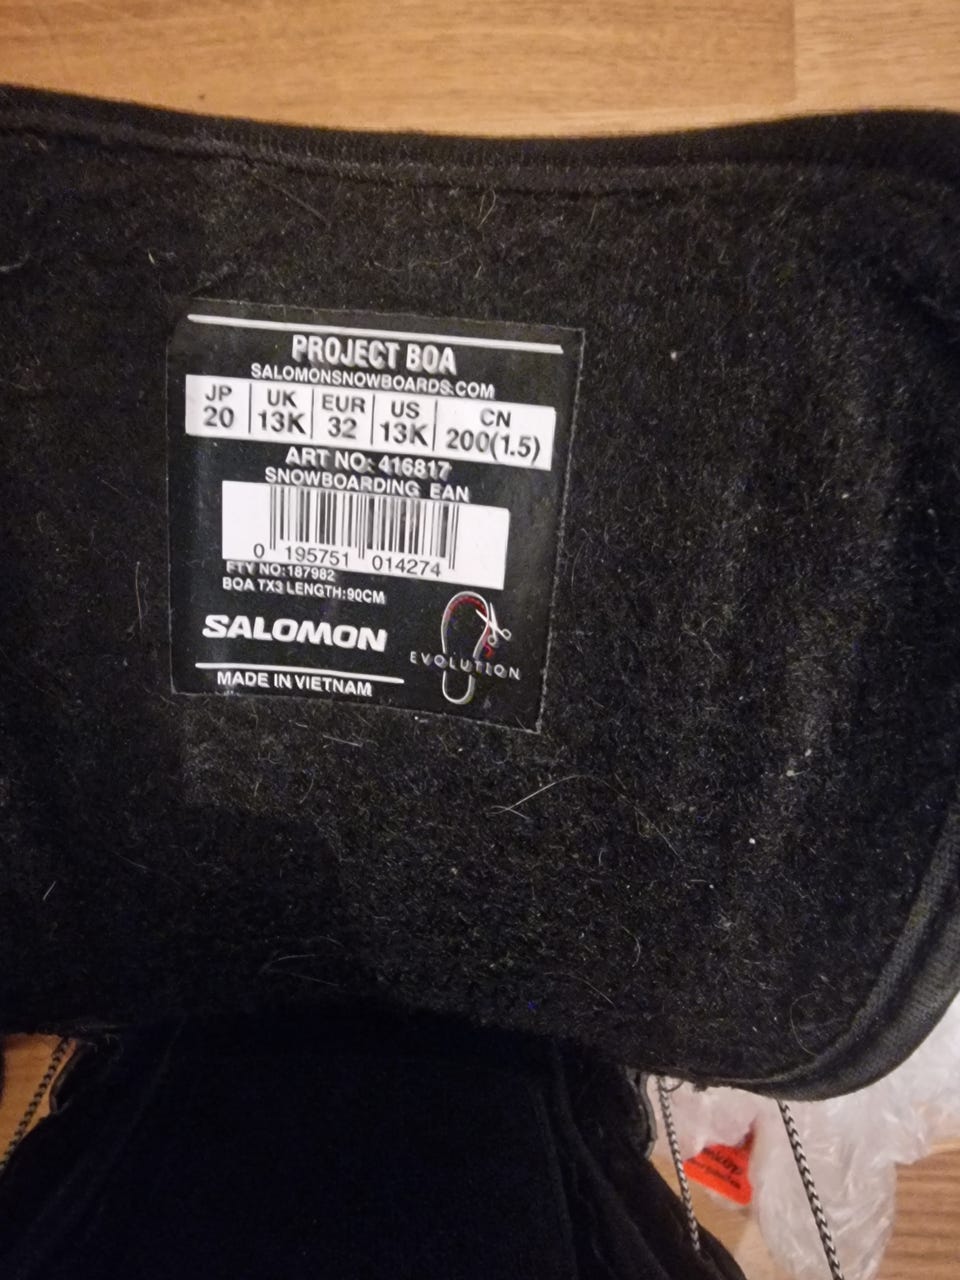 PROJECT BOA
SALOMONSNOWBOARDS.COM
JP UK EUR US CN
20 13K 32 13K 200(1.5)
ART NO: 416817
SNOWBOARDING EAN
0 195751 014274
FTY NO:187982
BOA TX3 LENGTH:90CM
SALOMON
EVOLUTION
MADE IN VIETNAM